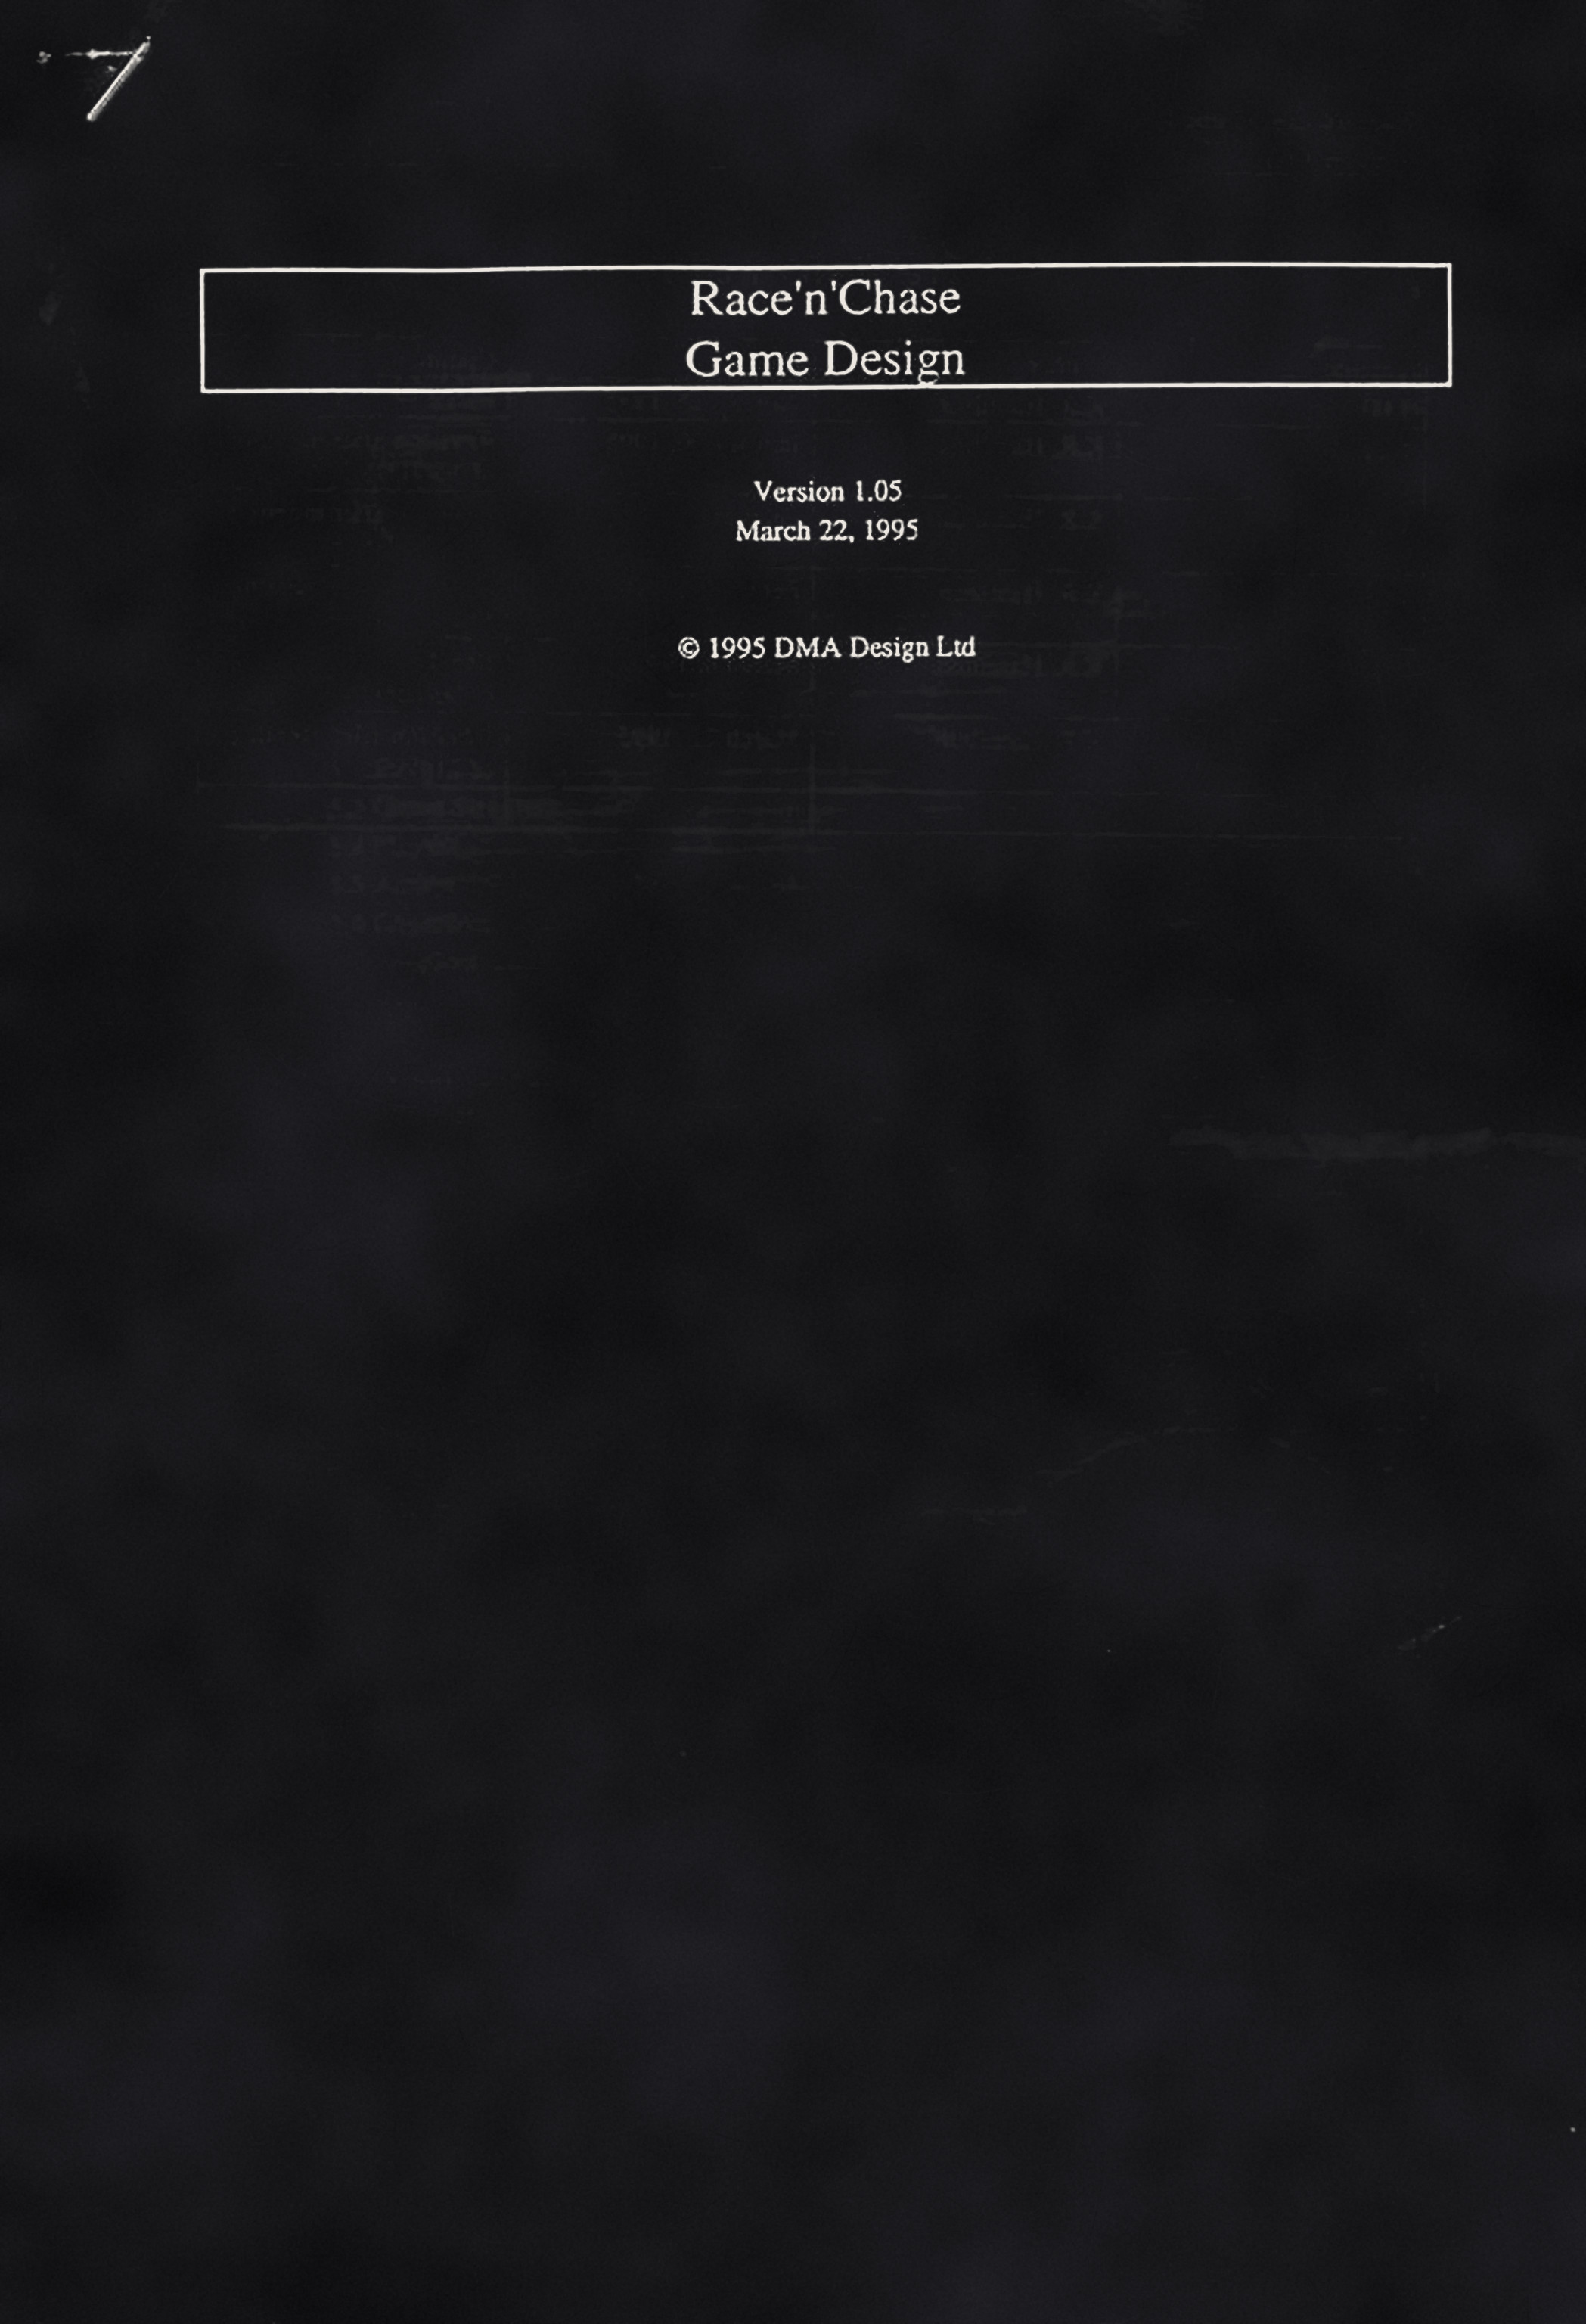 Race'n'Chase
Game Design
Version 1.05
March 22, 1995
© 1995 DMA Design Ltd